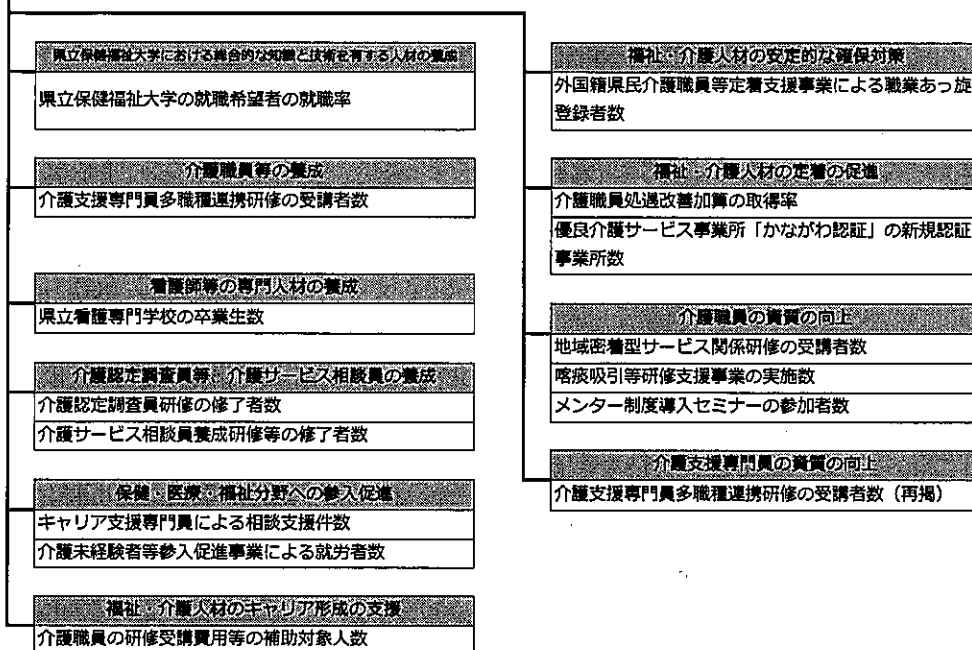 県立保健福祉大学における総合的な知識と技術を有する人材の養成
県立保健福祉大学の就職希望者の就職率
介護職員等の養成
介護支援専門員多職種連携研修の受講者数
看護師等の専門人材の養成
県立看護専門学校の卒業生数
介護認定調査員等、介護サービス相談員の養成
介護認定調査員研修の修了者数
介護サービス相談員養成研修等の修了者数
保健・医療・福祉分野への参入促進
キャリア支援専門員による相談支援件数
介護未経験者等参入促進事業による就労者数
福祉・介護人材のキャリア形成の支援
介護職員の研修受講費用等の補助対象人数
福祉・介護人材の安定的な確保対策
外国籍県民介護職員等定着支援事業による職業あっ旋
登録者数
福祉・介護人材の定着の促進
介護職員処遇改善加算の取得率
優良介護サービス事業所「かながわ認証」の新規認証
事業所数
介護職員の資質の向上
地域密着型サービス関係研修の受講者数
喀痰吸引等研修支援事業の実施数
メンター制度導入セミナーの参加者数
介護支援専門員の資質の向上
介護支援専門員多職種連携研修の受講者数（再掲）